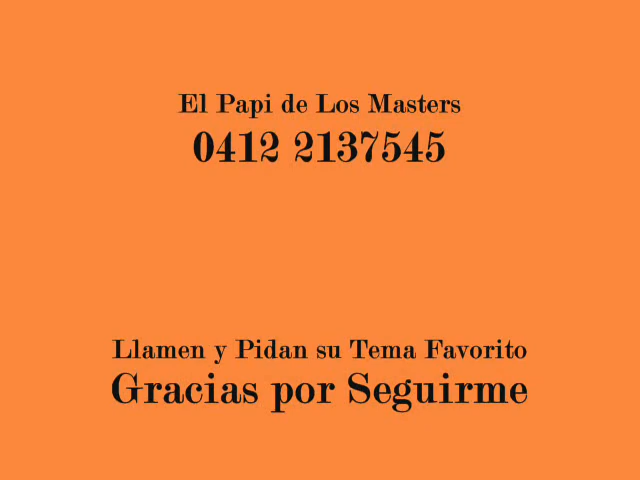 El Papi de Los Masters
0412 2137545
Llamen y Pidan su Tema Favorito
Gracias por Seguirme